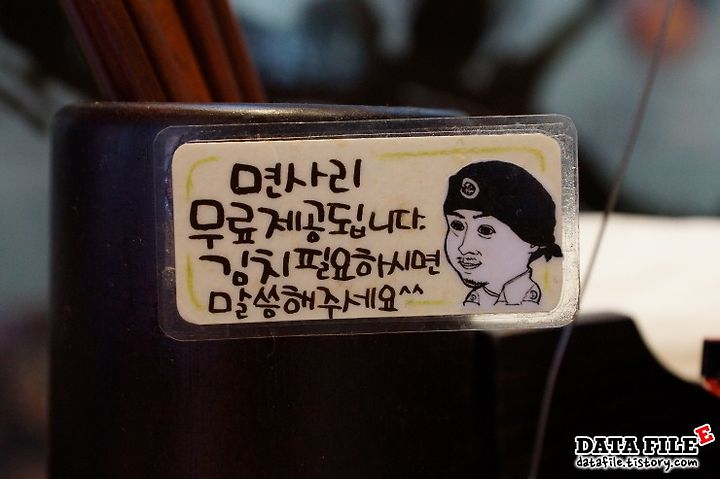 면사리
무료제공됩니다.
김치필요하시면
말씀해주세요^^
DATA FILE E
datafile.tistory.com